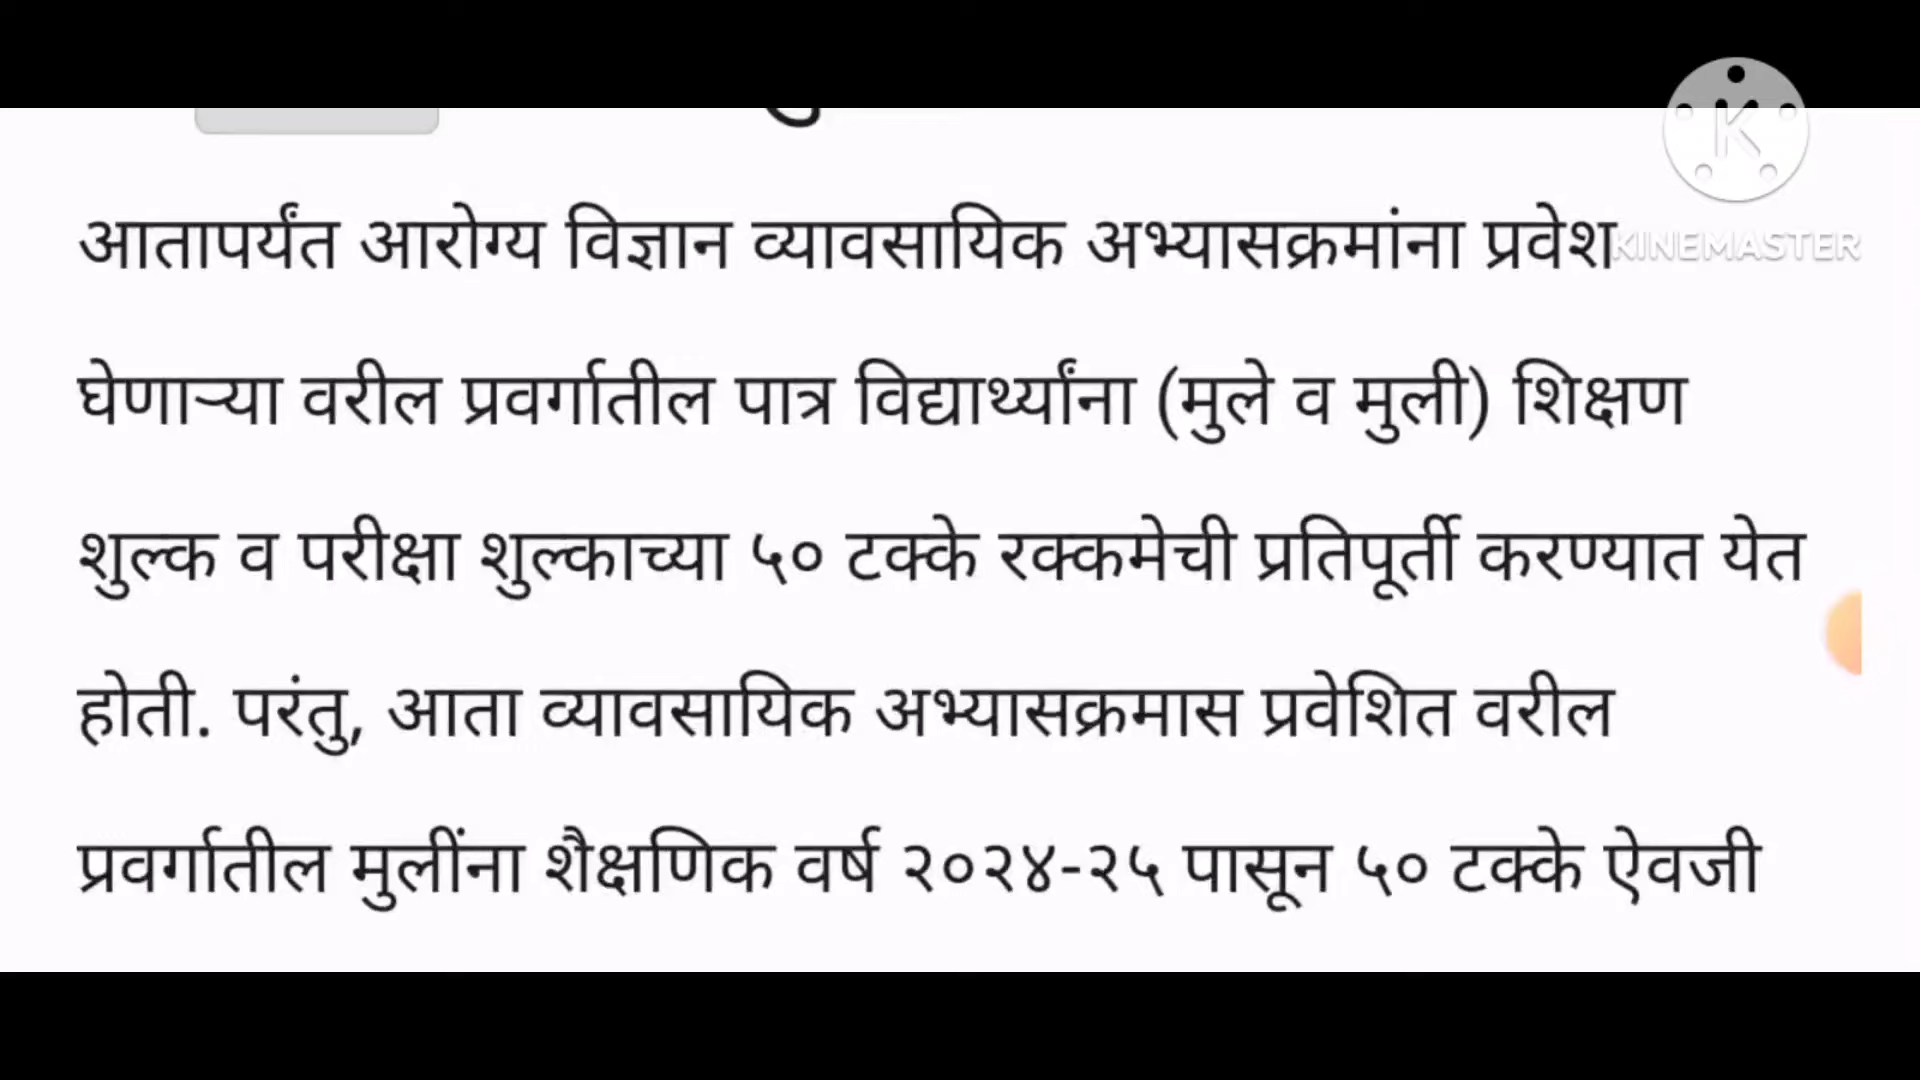 KINEMASTER
आतापर्यंत आरोग्य विज्ञान व्यावसायिक अभ्यासक्रमांना प्रवेश
घेणाऱ्या वरील प्रवर्गातील पात्र विद्यार्थ्यांना (मुले व मुली) शिक्षण
शुल्क व परीक्षा शुल्काच्या ५० टक्के रक्कमेची प्रतिपूर्ती करण्यात येत
होती. परंतु, आता व्यावसायिक अभ्यासक्रमास प्रवेशित वरील
प्रवर्गातील मुलींना शैक्षणिक वर्ष २०२४-२५ पासून ५० टक्के ऐवजी